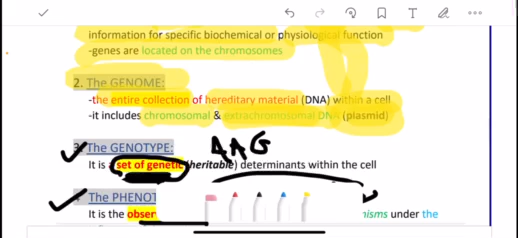 information for specific biochemical or physiological function
-genes are located on the chromosomes
2. The GENOME:
-the entire collection of hereditary material (DNA) within a cell
-it includes chromosomal & extrachromosomal DNA (plasmid)
AAG
3. The GENOTYPE:
It is a set of genetic (heritable) determinants within the cell
4 The PHENOT
It is the obser nisms under the